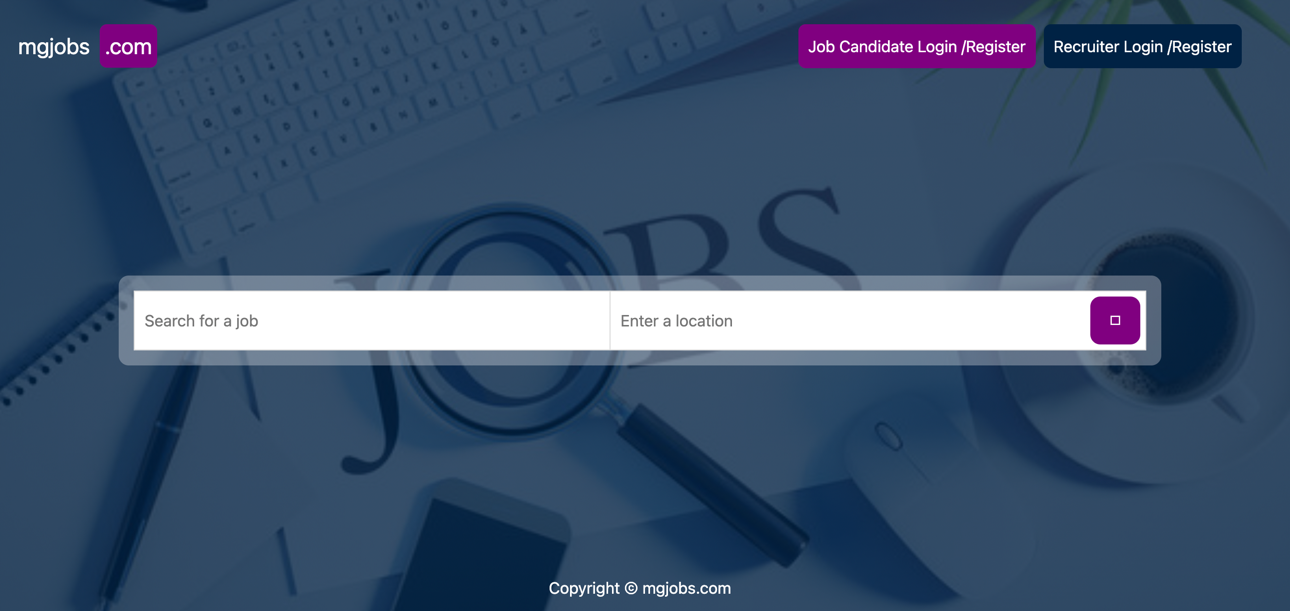 mgjobs .com
Job Candidate Login /Register
Recruiter Login /Register
JOBS
Search for a job
Enter a location
Copyright © mgjobs.com